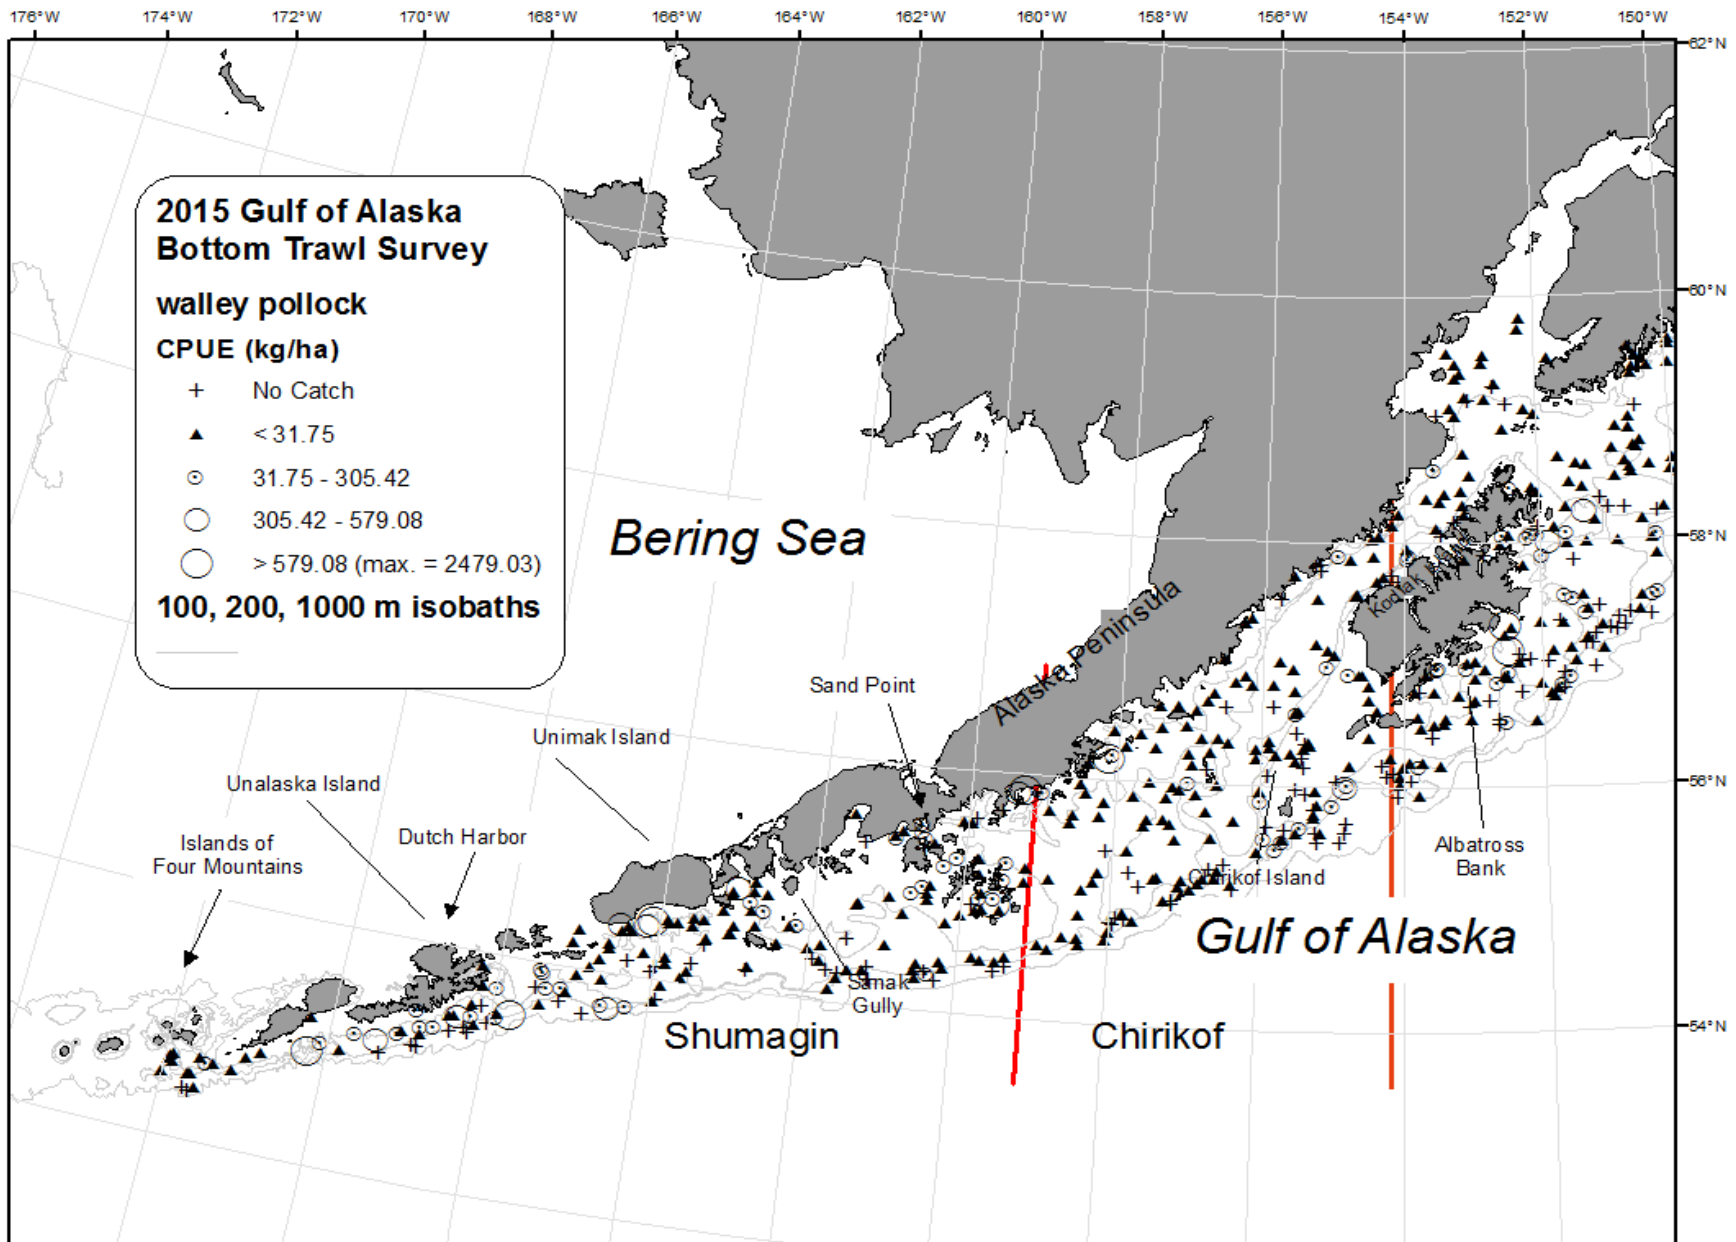 176°W 174°W 172°W 170°W 168°W 166°W 164°W 162°W 160°W 158°W 156°W 154°W 152°W 150°W
62°N
2015 Gulf of Alaska
Bottom Trawl Survey
walley pollock
CPUE (kg/ha)
+ No Catch
< 31.75
31.75 - 305.42
305.42 - 579.08
> 579.08 (max. = 2479.03)
100, 200, 1000 m isobaths
60°N
Bering Sea
58°N
Kodiak
Alaska Peninsula
Sand Point
Unimak Island
Unalaska Island
56°N
Dutch Harbor
Islands of
Four Mountains
Albatross
Bank
Chirikof Island
Gulf of Alaska
Sanak
Gully
Shumagin
Chirikof
54°N